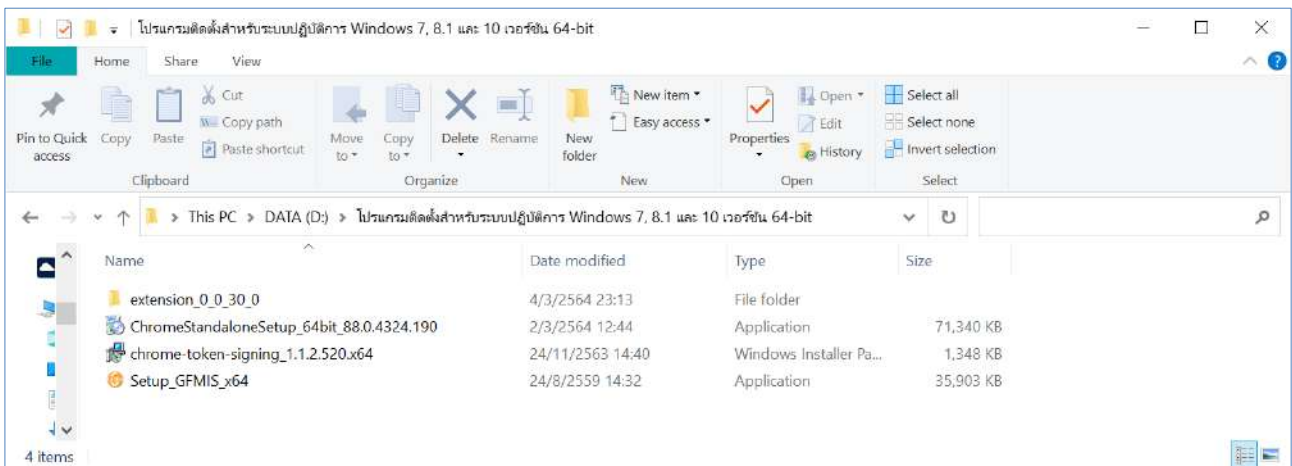 โปรแกรมติดตั้งสำหรับระบบปฏิบัติการ Windows 7, 8.1 และ 10 เวอร์ชัน 64-bit
File Home Share View
Pin to Quick access
Copy
Paste
Cut
Copy path
Paste shortcut
Clipboard
Move to
Copy to
Delete
Rename
Organize
New folder
New item
Easy access
New
Properties
Open
Edit
History
Open
Select all
Select none
Invert selection
Select
This PC > DATA (D:) > โปรแกรมติดตั้งสำหรับระบบปฏิบัติการ Windows 7, 8.1 และ 10 เวอร์ชัน 64-bit
Name Date modified Type Size
extension_0_0_30_0 4/3/2564 23:13 File folder
ChromeStandaloneSetup_64bit_88.0.4324.190 2/3/2564 12:44 Application 71,340 KB
chrome-token-signing_1.1.2.520.x64 24/11/2563 14:40 Windows Installer Pa... 1,348 KB
Setup_GFMIS_x64 24/8/2559 14:32 Application 35,903 KB
4 items